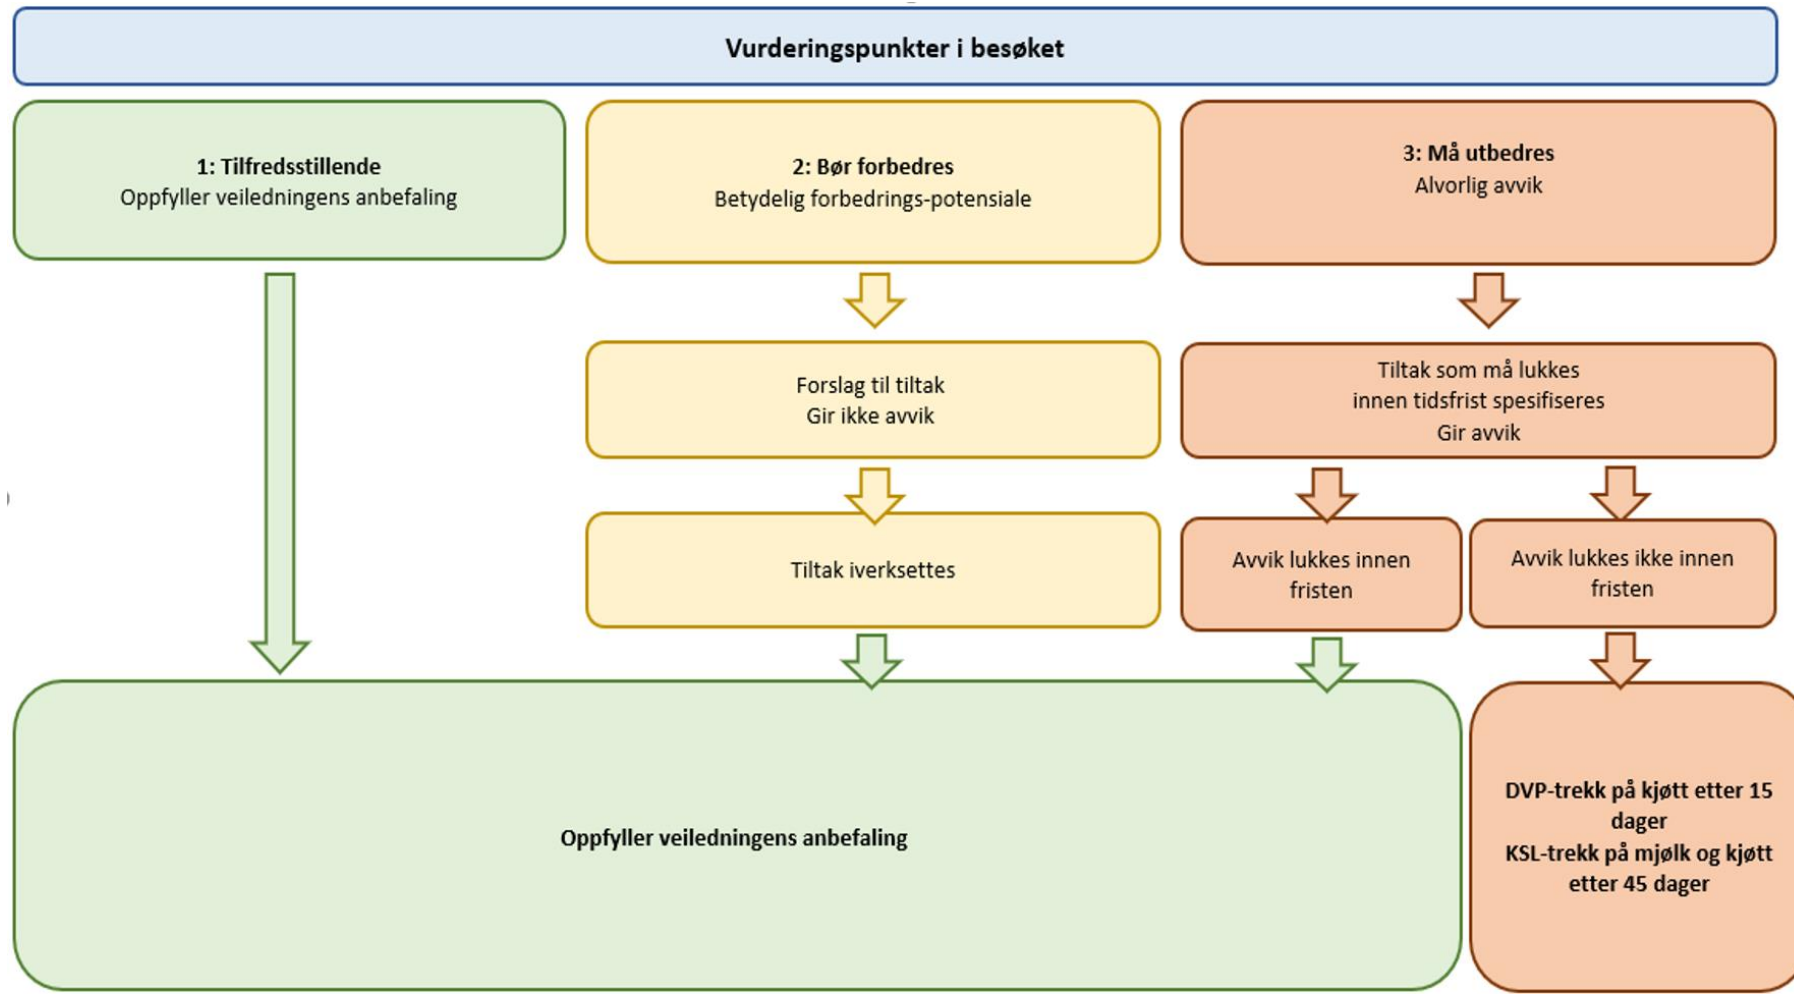 Vurderingspunkter i besøket
1: Tilfredsstillende
Oppfyller veiledningens anbefaling
2: Bør forbedres
Betydelig forbedrings-potensiale
3: Må utbedres
Alvorlig avvik
Forslag til tiltak
Gir ikke avvik
Tiltak som må lukkes
innen tidsfrist spesifiseres
Gir avvik
Tiltak iverksettes
Avvik lukkes innen
fristen
Avvik lukkes ikke innen
fristen
Oppfyller veiledningens anbefaling
DVP-trekk på kjøtt etter 15
dager
KSL-trekk på mjølk og kjøtt
etter 45 dager